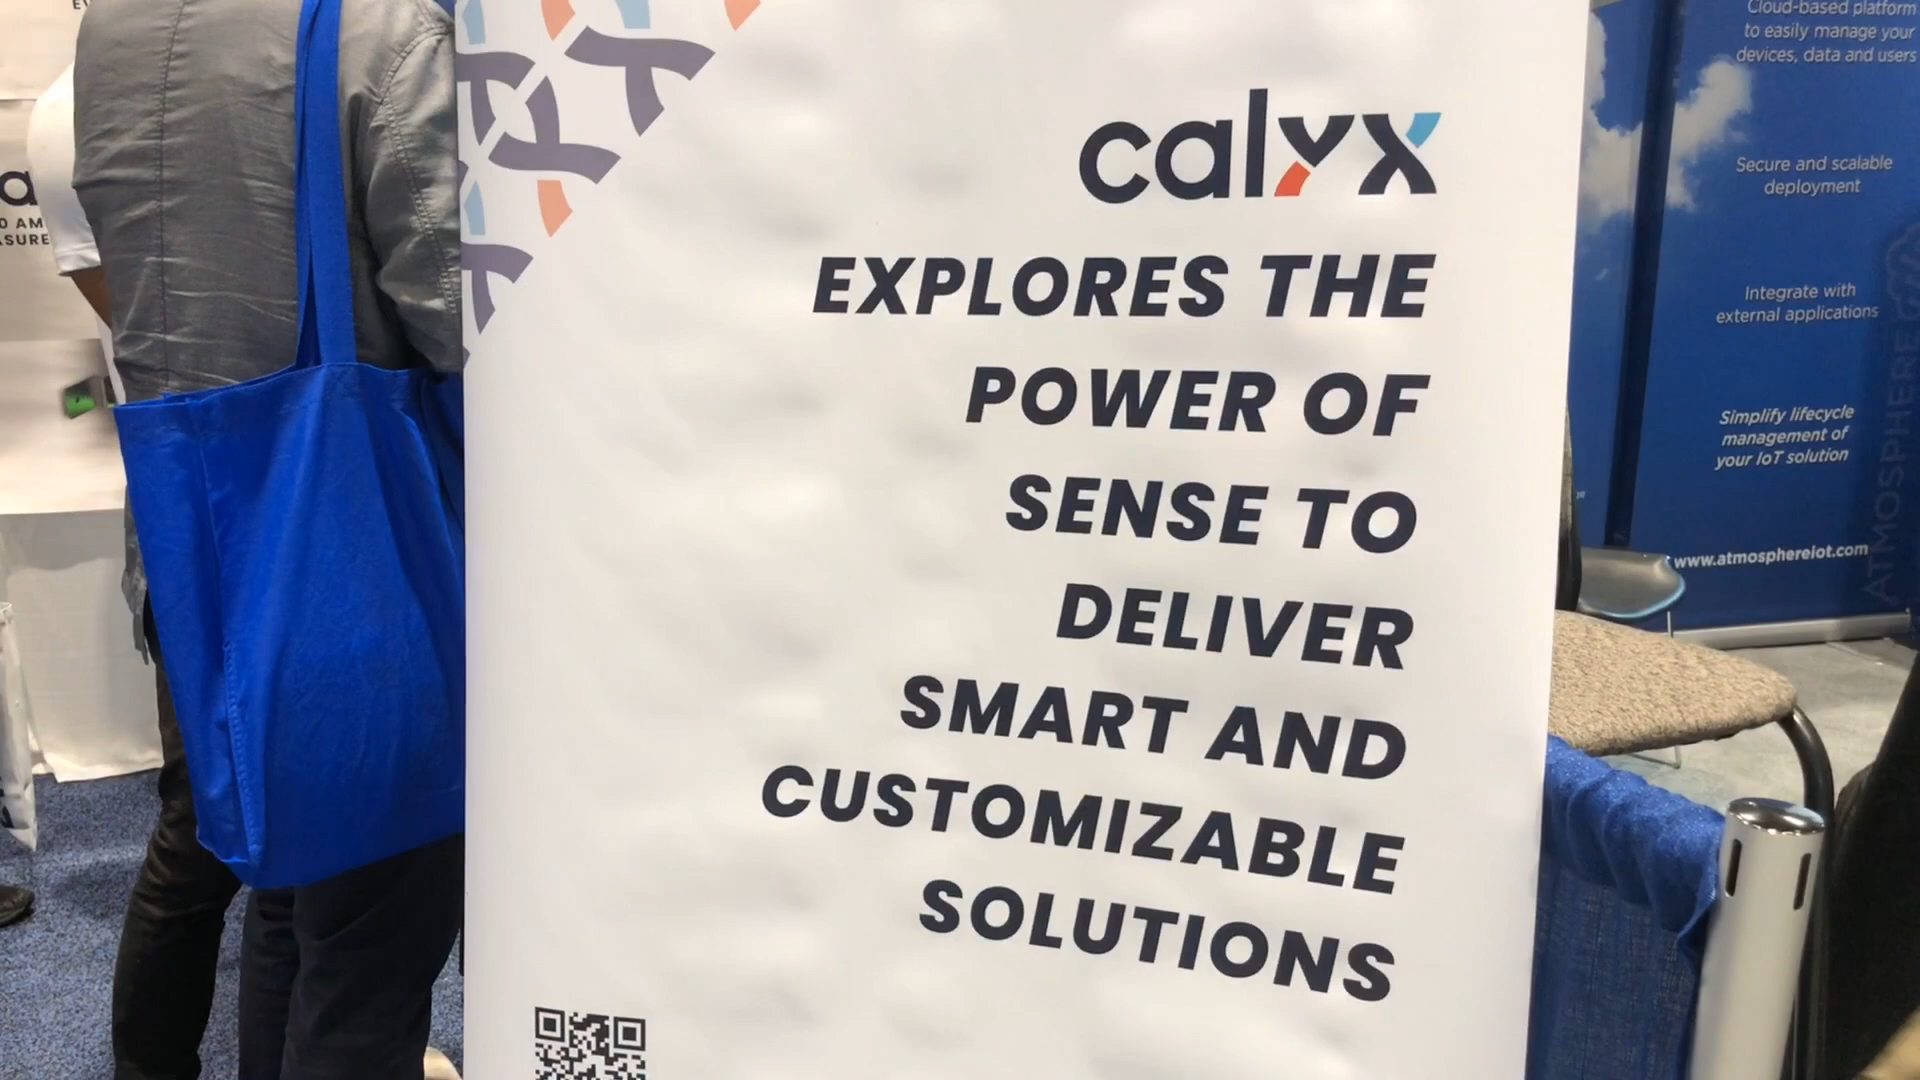 calyx
EXPLORES THE
POWER OF
SENSE TO
DELIVER
SMART AND
CUSTOMIZABLE
SOLUTIONS
Cloud-based platform
to easily manage your
devices, data and users
Secure and scalable
deployment
Integrate with
external applications
Simplify lifecycle
management of
your IoT solution
www.atmosphereiot.com
ATMOSPHERE